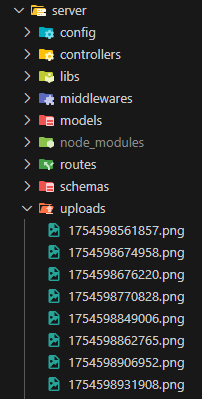 server
config
controllers
libs
middlewares
models
node_modules
routes
schemas
uploads
1754598561857.png
1754598674958.png
1754598676220.png
1754598770828.png
1754598849006.png
1754598862765.png
1754598906952.png
1754598931908.png